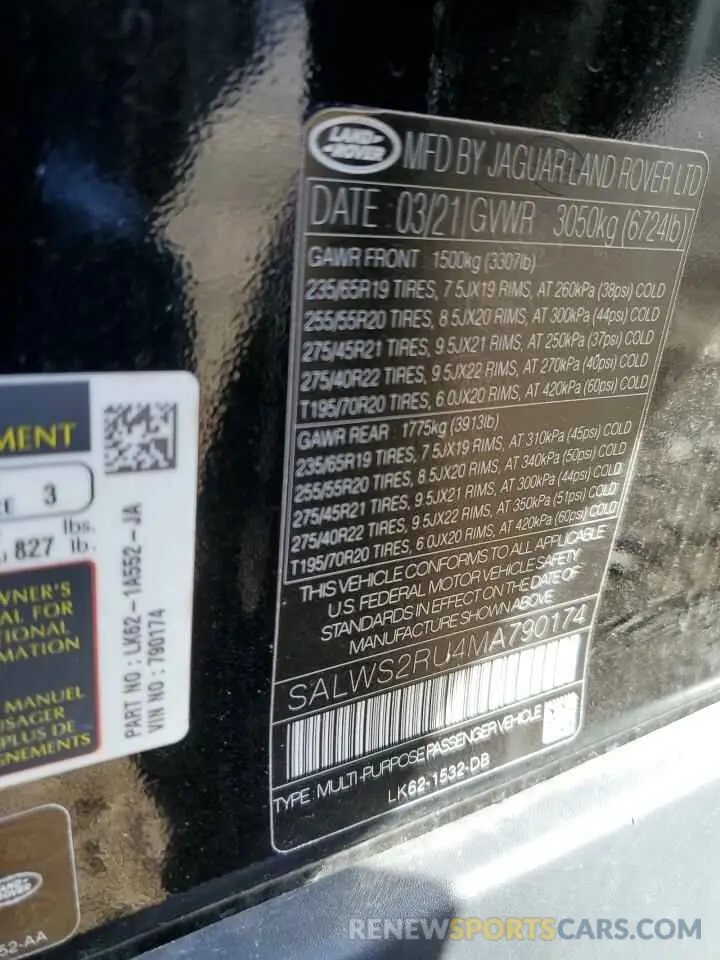 LAND
ROVER
MFD BY JAGUAR LAND ROVER LTD
DATE : 03/21 GVWR 3050kg (6724lb)
GAWR FRONT 1500kg (3307lb)
235/65R19 TIRES, 7.5JX19 RIMS, AT 260kPa (38psi) COLD
255/55R20 TIRES, 8.5JX20 RIMS, AT 300kPa (44psi) COLD
275/45R21 TIRES, 9.5JX21 RIMS, AT 250kPa (37psi) COLD
275/40R22 TIRES, 9.5JX22 RIMS, AT 270kPa (40psi) COLD
T195/70R20 TIRES, 6.0JX20 RIMS, AT 420kPa (60psi) COLD
GAWR REAR 1775kg (3913lb)
235/65R19 TIRES, 7.5JX19 RIMS, AT 310kPa (45psi) COLD
255/55R20 TIRES, 8.5JX20 RIMS, AT 340kPa (50psi) COLD
275/45R21 TIRES, 9.5JX21 RIMS, AT 300kPa (44psi) COLD
275/40R22 TIRES, 9.5JX22 RIMS, AT 350kPa (51psi) COLD
T195/70R20 TIRES, 6.0JX20 RIMS, AT 420kPa (60psi) COLD
THIS VEHICLE CONFORMS TO ALL APPLICABLE
U.S. FEDERAL MOTOR VEHICLE SAFETY
STANDARDS IN EFFECT ON THE DATE OF
MANUFACTURE SHOWN ABOVE
SALWS2RU4MA790174
TYPE : MULTI-PURPOSE PASSENGER VEHICLE
LK62-1532-DB
MENT
3
lbs.
827 lb.
WNER'S
AL FOR
TIONAL
RMATION
MANUEL
USAGER
PLUS DE
GNEMENTS
PART NO : LK62 -1A552 -JA
VIN NO : 790174
LAND
ROVER
52-AA
RENEWSPORTSCARS.COM